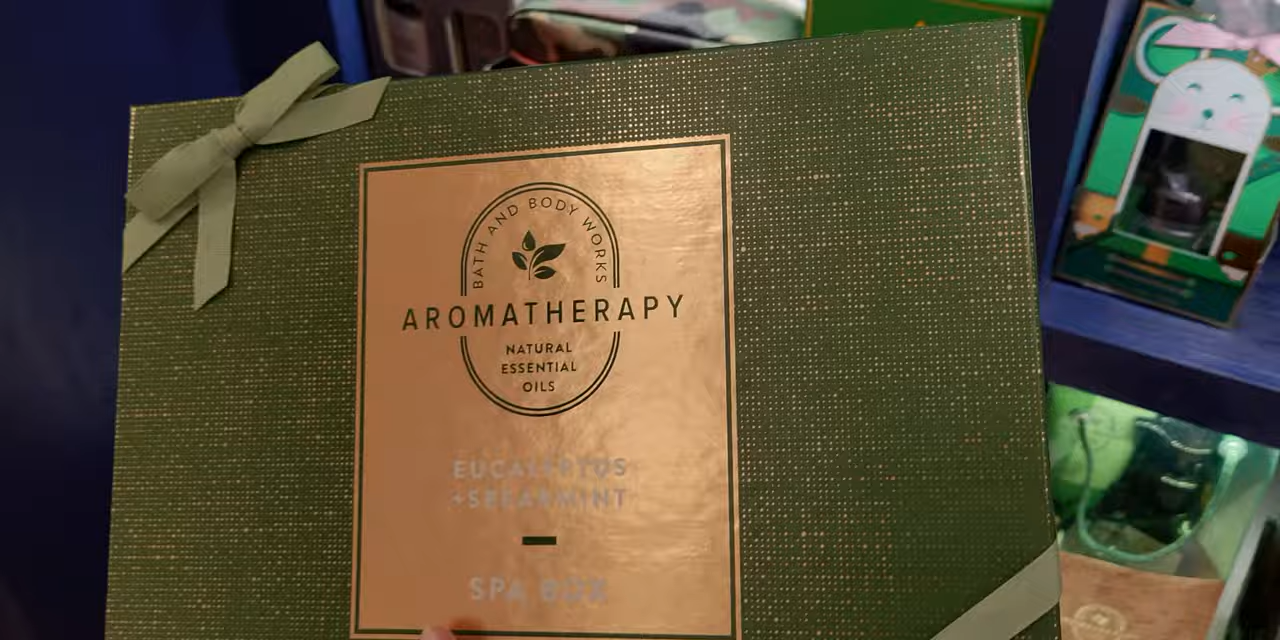 BATH AND BODY WORKS
AROMATHERAPY
NATURAL
ESSENTIAL
OILS
EUCALYPTUS
+SPEARMINT
SPA BOX